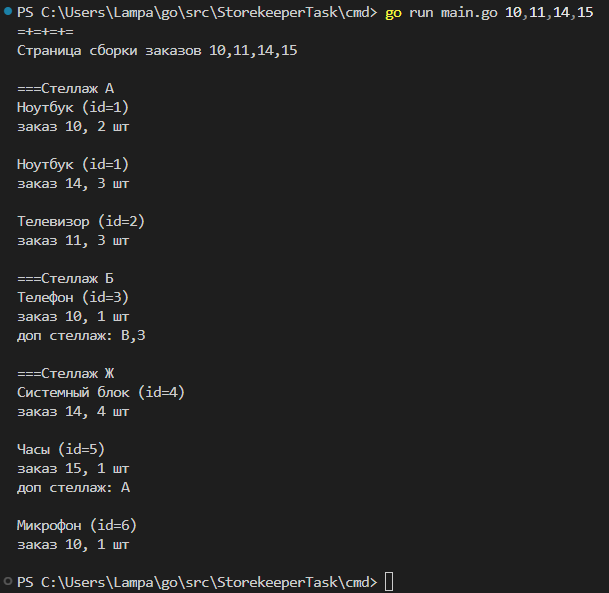 PS C:\Users\Lampa\go\src\StorekeeperTask\cmd> go run main.go 10,11,14,15
=+=+=+=
Страница сборки заказов 10,11,14,15
===Стеллаж А
Ноутбук (id=1)
заказ 10, 2 шт
Ноутбук (id=1)
заказ 14, 3 шт
Телевизор (id=2)
заказ 11, 3 шт
===Стеллаж Б
Телефон (id=3)
заказ 10, 1 шт
доп стеллаж: В,З
===Стеллаж Ж
Системный блок (id=4)
заказ 14, 4 шт
Часы (id=5)
заказ 15, 1 шт
доп стеллаж: А
Микрофон (id=6)
заказ 10, 1 шт
PS C:\Users\Lampa\go\src\StorekeeperTask\cmd>